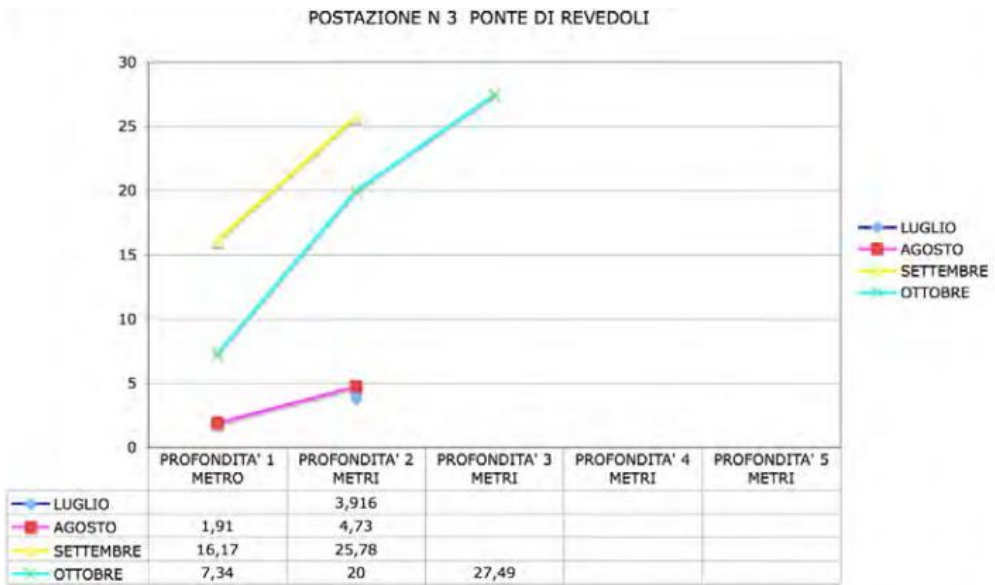 POSTAZIONE N 3 PONTE DI REVEDOLI
30
25
20
15
10
5
0
LUGLIO
AGOSTO
SETTEMBRE
OTTOBRE
PROFONDITA' 1 PROFONDITA' 2 PROFONDITA' 3 PROFONDITA' 4 PROFONDITA' 5
METRO METRI METRI METRI METRI
LUGLIO 3,916
AGOSTO 1,91 4,73
SETTEMBRE 16,17 25,78
OTTOBRE 7,34 20 27,49